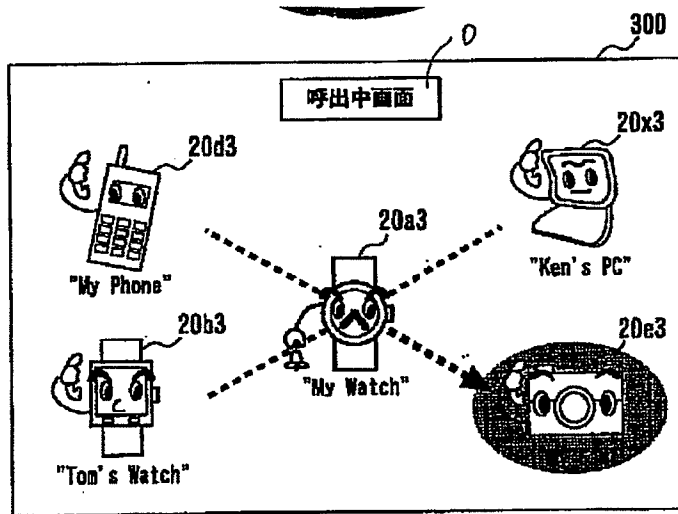 30D
0
呼出中画面
20d3
20x3
20a3
"My Phone"
"Ken's PC"
20b3
20e3
"My Watch"
"Tom's Watch"